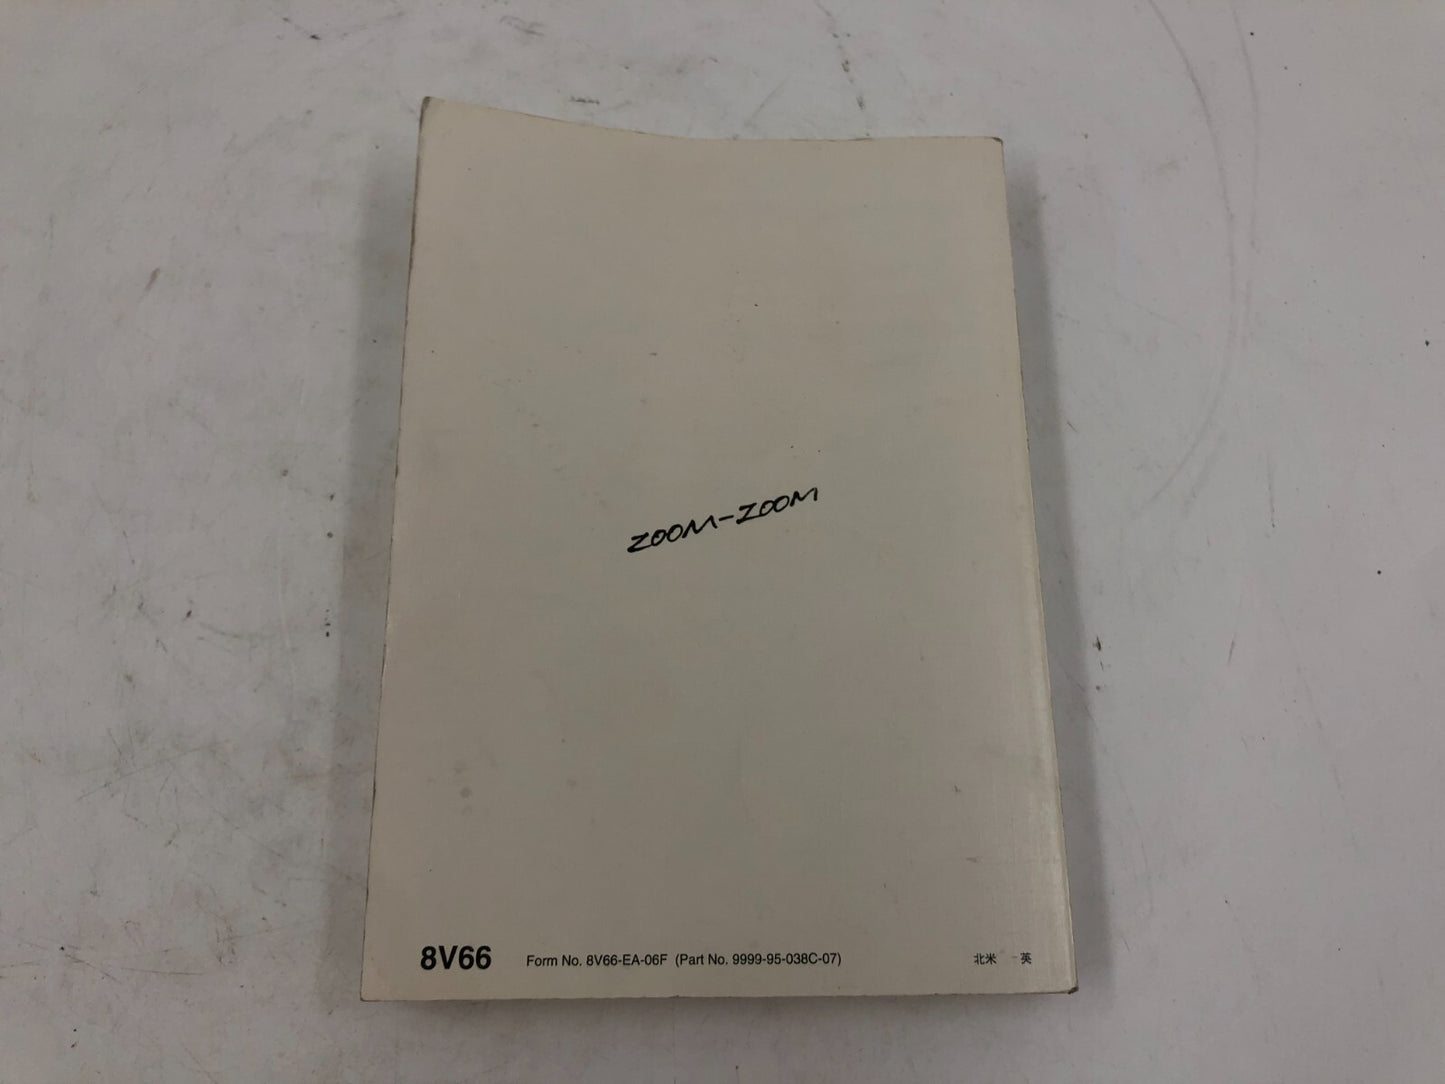 ZOOM-ZOOM
8V66 Form No. 8V66-EA-06F (Part No. 9999-95-038C-07) 北米 英